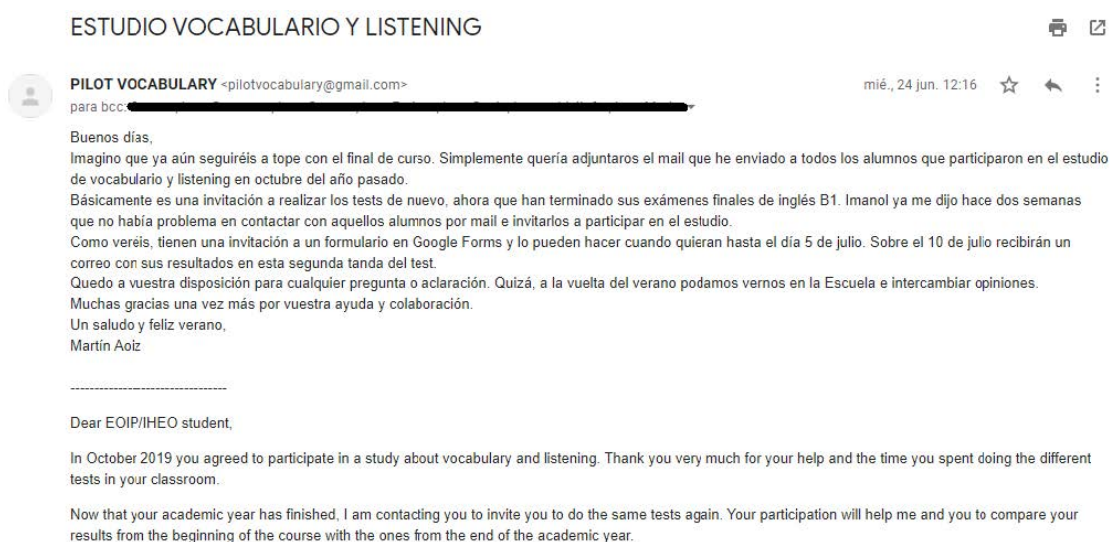 ESTUDIO VOCABULARIO Y LISTENING
PILOT VOCABULARY <pilotvocabulary@gmail.com>
mié., 24 jun. 12:16
para bcc:
Buenos días,
Imagino que ya aún seguiréis a tope con el final de curso. Simplemente quería adjuntaros el mail que he enviado a todos los alumnos que participaron en el estudio
de vocabulario y listening en octubre del año pasado.
Básicamente es una invitación a realizar los tests de nuevo, ahora que han terminado sus exámenes finales de inglés B1. Imanol ya me dijo hace dos semanas
que no había problema en contactar con aquellos alumnos por mail e invitarlos a participar en el estudio.
Como veréis, tienen una invitación a un formulario en Google Forms y lo pueden hacer cuando quieran hasta el día 5 de julio. Sobre el 10 de julio recibirán un
correo con sus resultados en esta segunda tanda del test.
Quedo a vuestra disposición para cualquier pregunta o aclaración. Quizá, a la vuelta del verano podamos vernos en la Escuela e intercambiar opiniones.
Muchas gracias una vez más por vuestra ayuda y colaboración.
Un saludo y feliz verano,
Martín Aoiz
---------------------------------
Dear EOIP/IHEO student,
In October 2019 you agreed to participate in a study about vocabulary and listening. Thank you very much for your help and the time you spent doing the different
tests in your classroom.
Now that your academic year has finished, I am contacting you to invite you to do the same tests again. Your participation will help me and you to compare your
results from the beginning of the course with the ones from the end of the academic year.